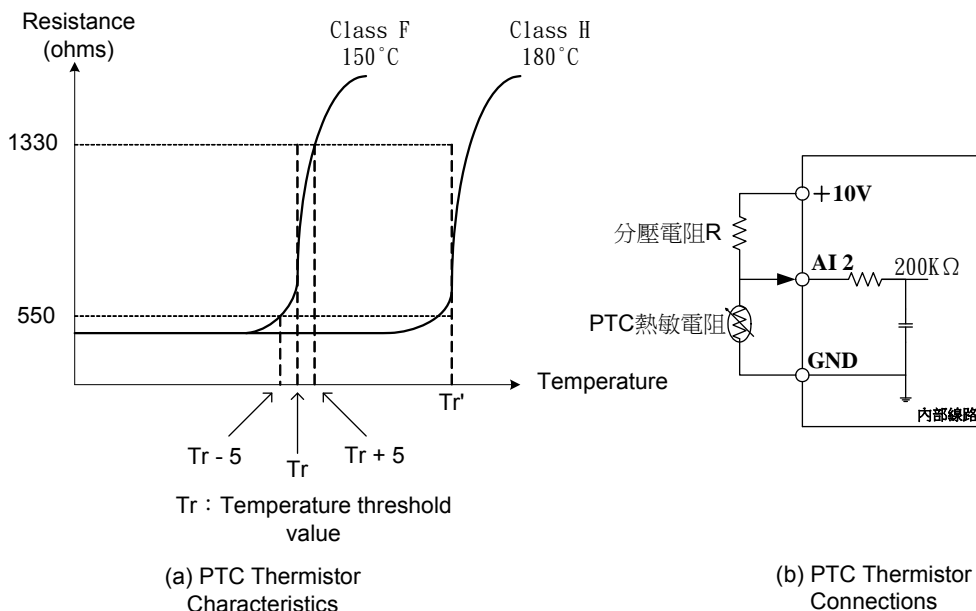 Resistance
(ohms)
Class F
150°C
Class H
180°C
1330
550
Temperature
Tr'
Tr - 5
Tr
Tr + 5
Tr：Temperature threshold
value
(a) PTC Thermistor
Characteristics
+10V
分壓電阻R
AI 2
200KΩ
PTC熱敏電阻
GND
內部線路
(b) PTC Thermistor
Connections